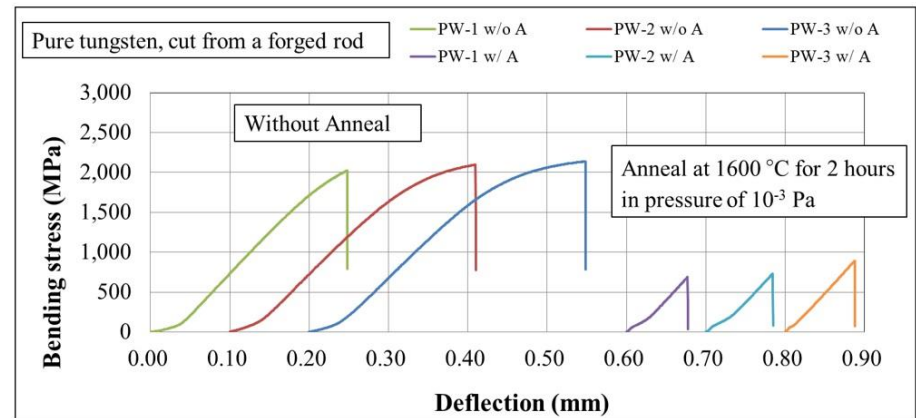 Pure tungsten, cut from a forged rod
PW-1 w/o A PW-2 w/o A PW-3 w/o A
PW-1 w/ A PW-2 w/ A PW-3 w/ A
Bending stress (MPa)
3,000
2,500
2,000
1,500
1,000
500
0
Without Anneal
Anneal at 1600 °C for 2 hours
in pressure of 10⁻³ Pa
0.00 0.10 0.20 0.30 0.40 0.50 0.60 0.70 0.80 0.90
Deflection (mm)